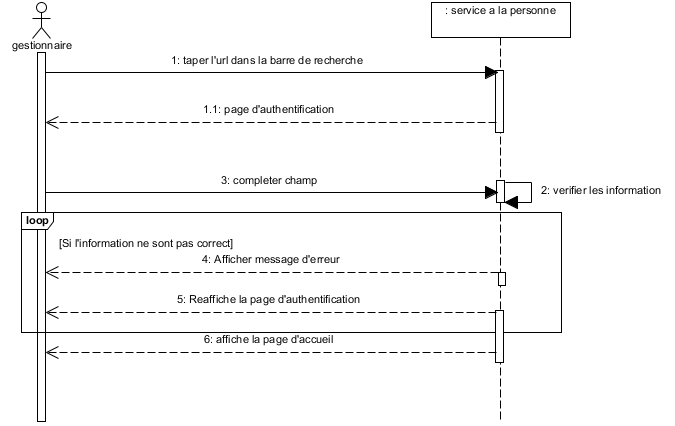 : service a la personne
gestionnaire
1: taper l'url dans la barre de recherche
1.1: page d'authentification
3: completer champ
2: verifier les information
loop
[Si l'information ne sont pas correct]
4: Afficher message d'erreur
5: Reaffiche la page d'authentification
6: affiche la page d'accueil